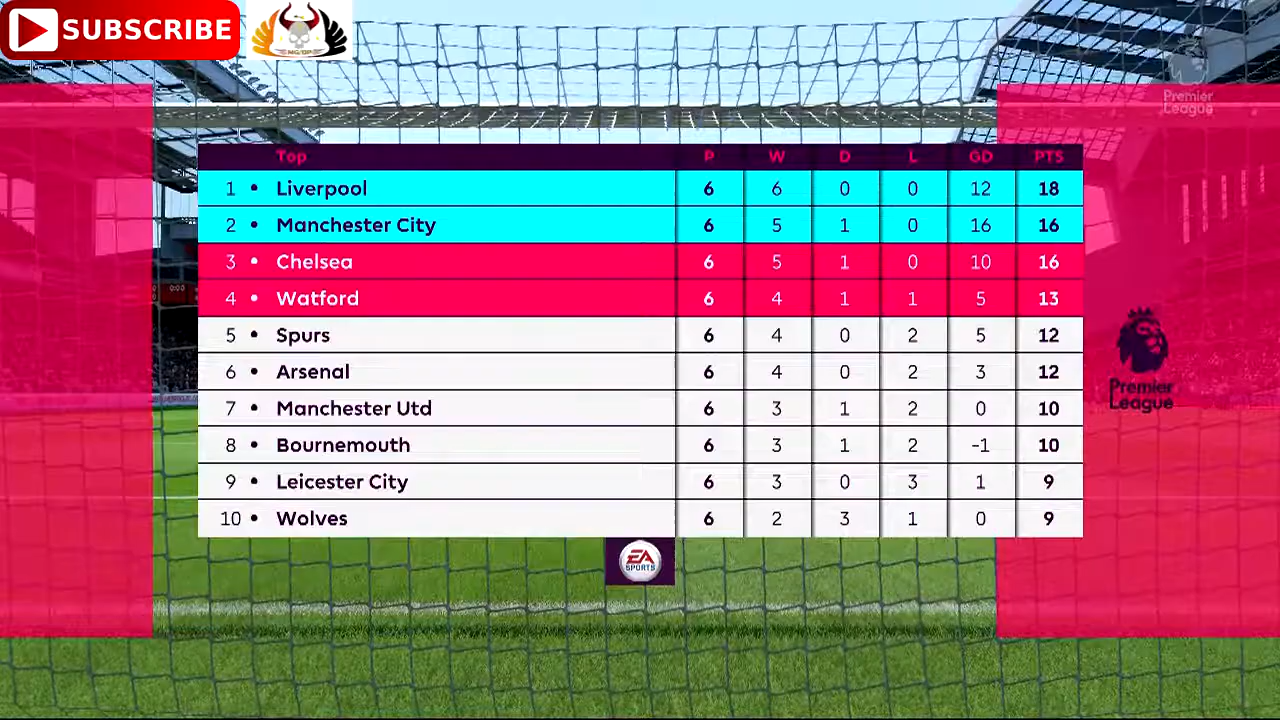 SUBSCRIBE
MG/DP
Premier
League
Top P W D L GD PTS
1 • Liverpool 6 6 0 0 12 18
2 • Manchester City 6 5 1 0 16 16
3 • Chelsea 6 5 1 0 10 16
4 • Watford 6 4 1 1 5 13
5 • Spurs 6 4 0 2 5 12
6 • Arsenal 6 4 0 2 3 12
7 • Manchester Utd 6 3 1 2 0 10
8 • Bournemouth 6 3 1 2 -1 10
9 • Leicester City 6 3 0 3 1 9
10 • Wolves 6 2 3 1 0 9
0:00
Premier
League
EA
SPORTS